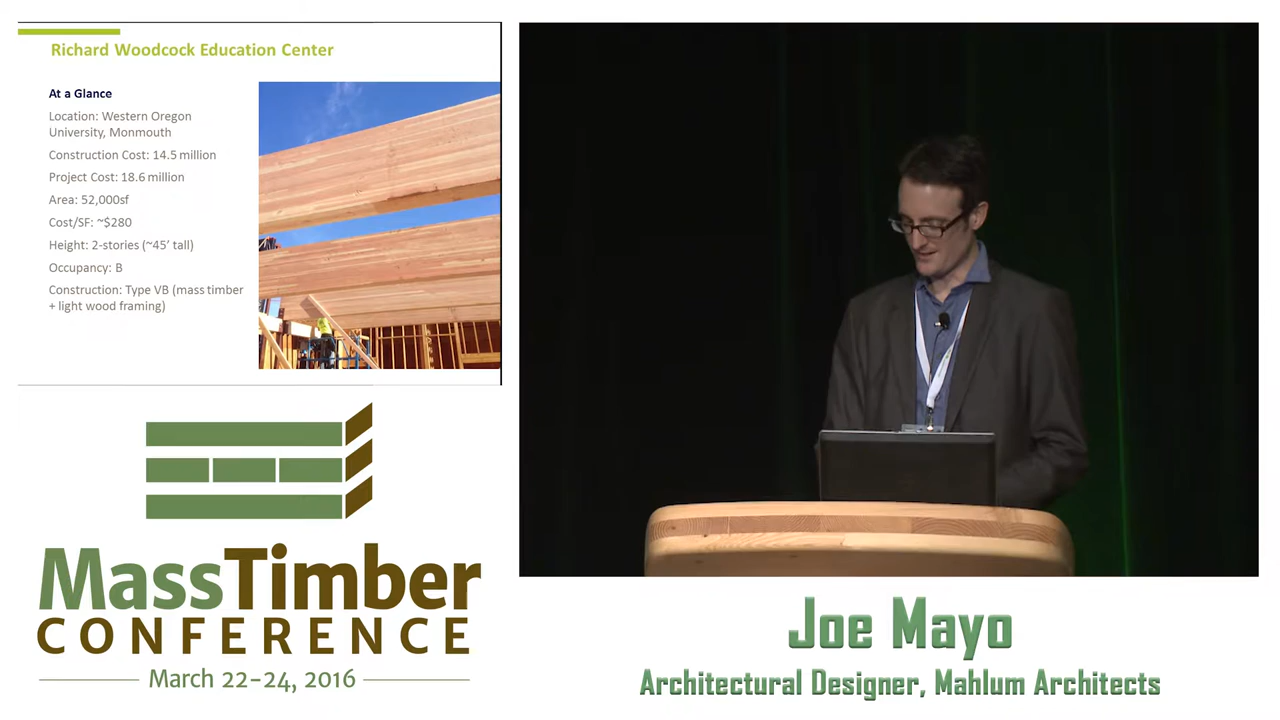 Richard Woodcock Education Center
At a Glance
Location: Western Oregon
University, Monmouth
Construction Cost: 14.5 million
Project Cost: 18.6 million
Area: 52,000sf
Cost/SF: ~$280
Height: 2-stories (~45’ tall)
Occupancy: B
Construction: Type VB (mass timber
+ light wood framing)
MassTimber
CONFERENCE
March 22-24, 2016
Joe Mayo
Architectural Designer, Mahlum Architects